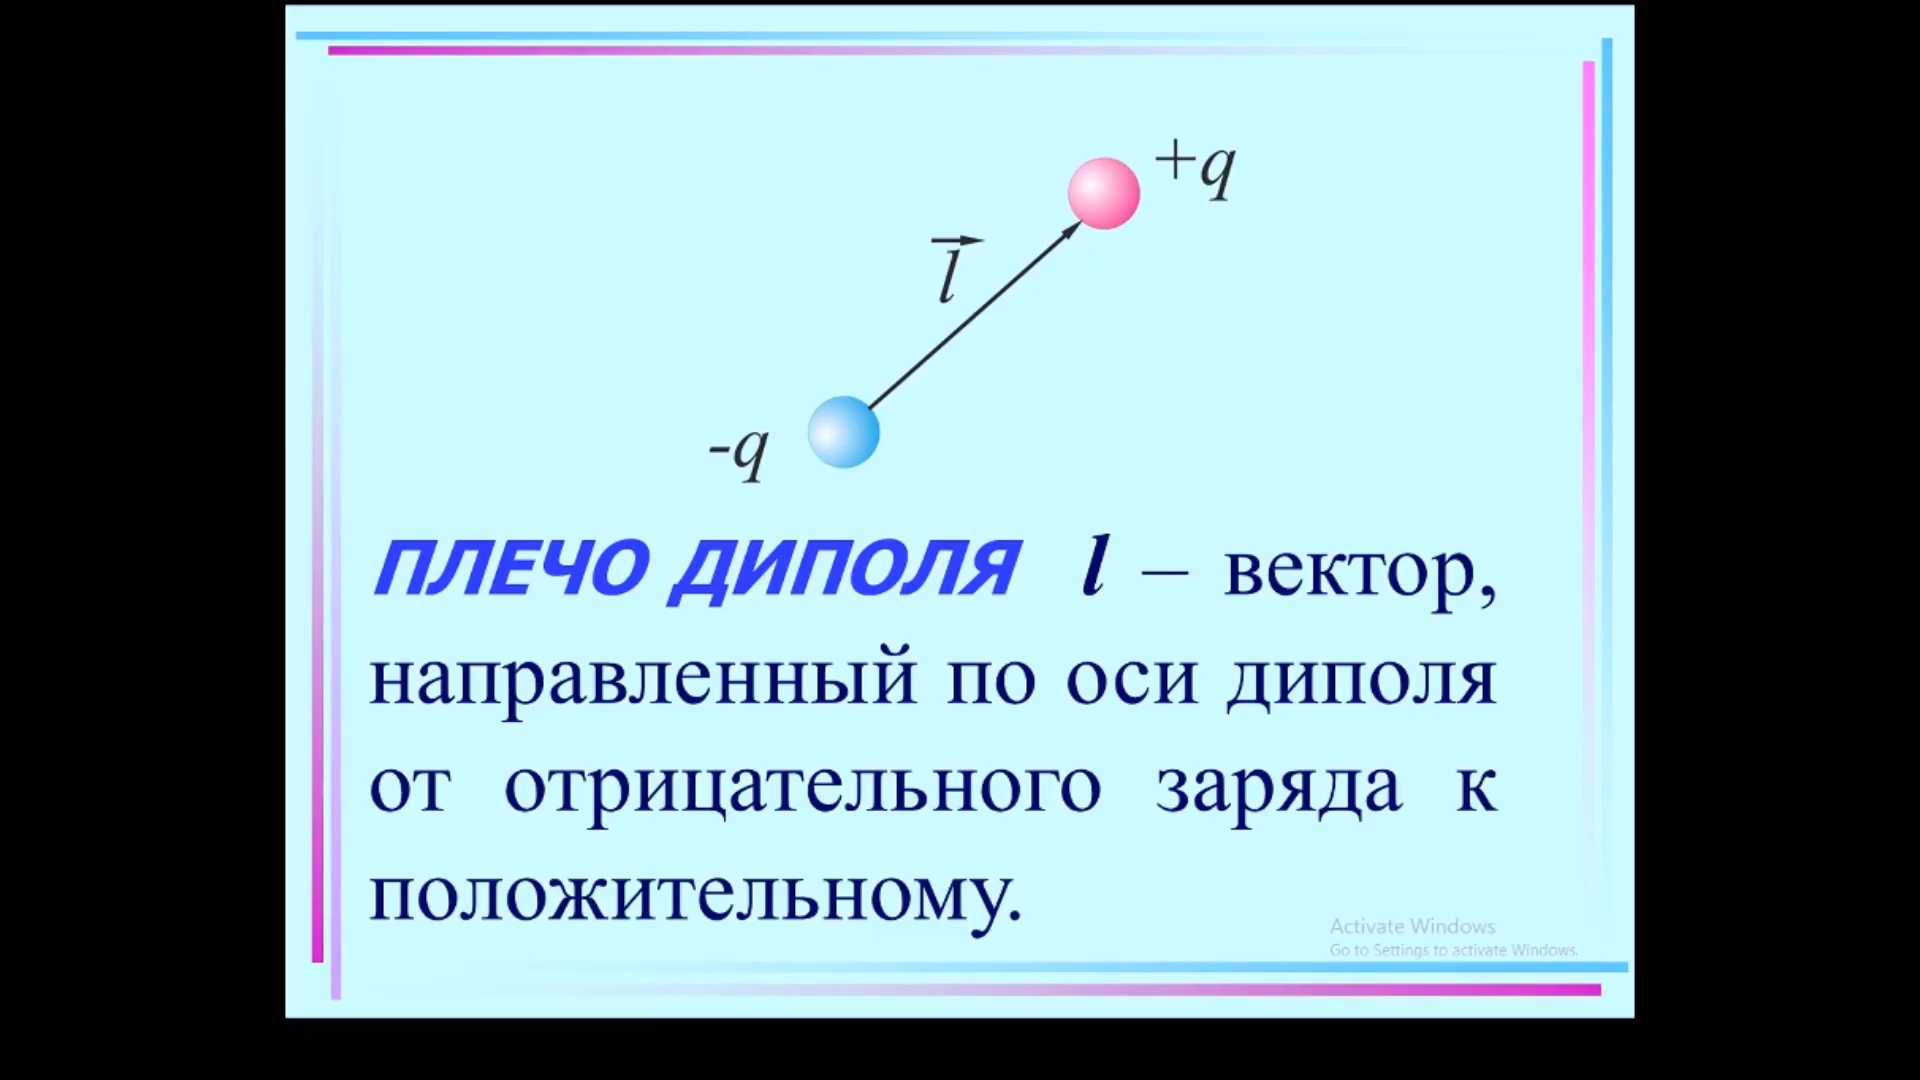 +q
l
-q
ПЛЕЧО ДИПОЛЯ l – вектор,
направленный по оси диполя
от отрицательного заряда к
положительному.
Activate Windows
Go to Settings to activate Windows.